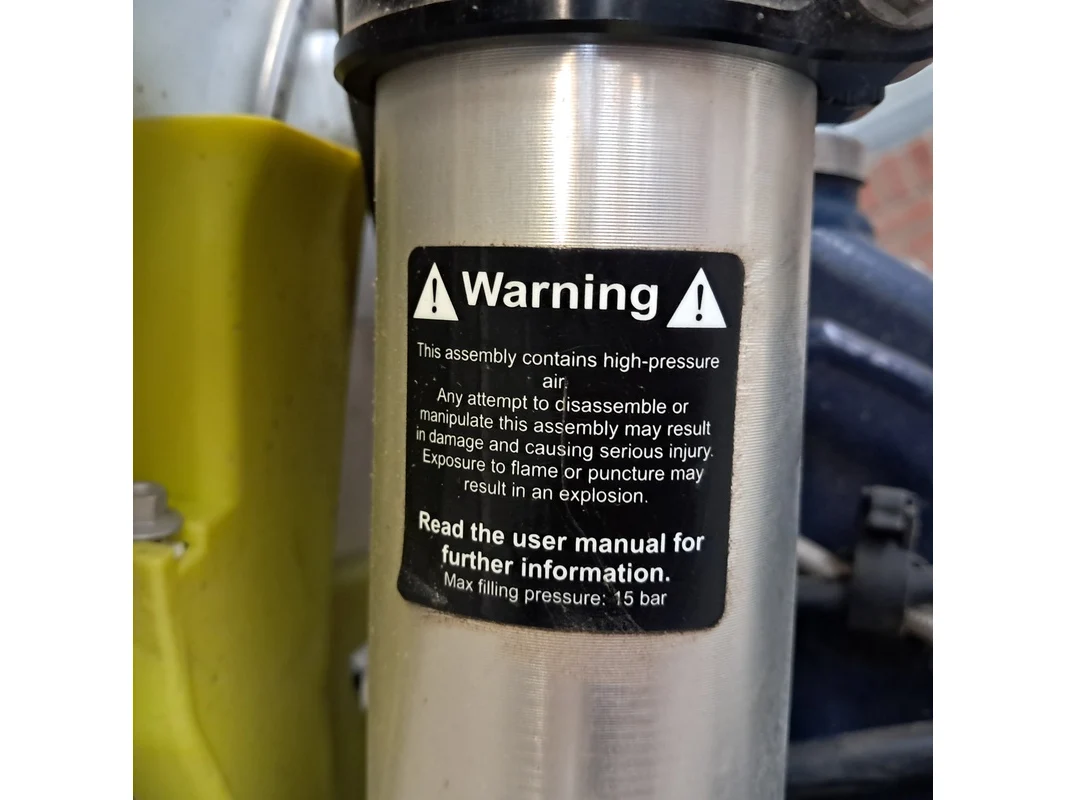 Warning
This assembly contains high-pressure
air.
Any attempt to disassemble or
manipulate this assembly may result
in damage and causing serious injury.
Exposure to flame or puncture may
result in an explosion.
Read the user manual for
further information.
Max filling pressure: 15 bar